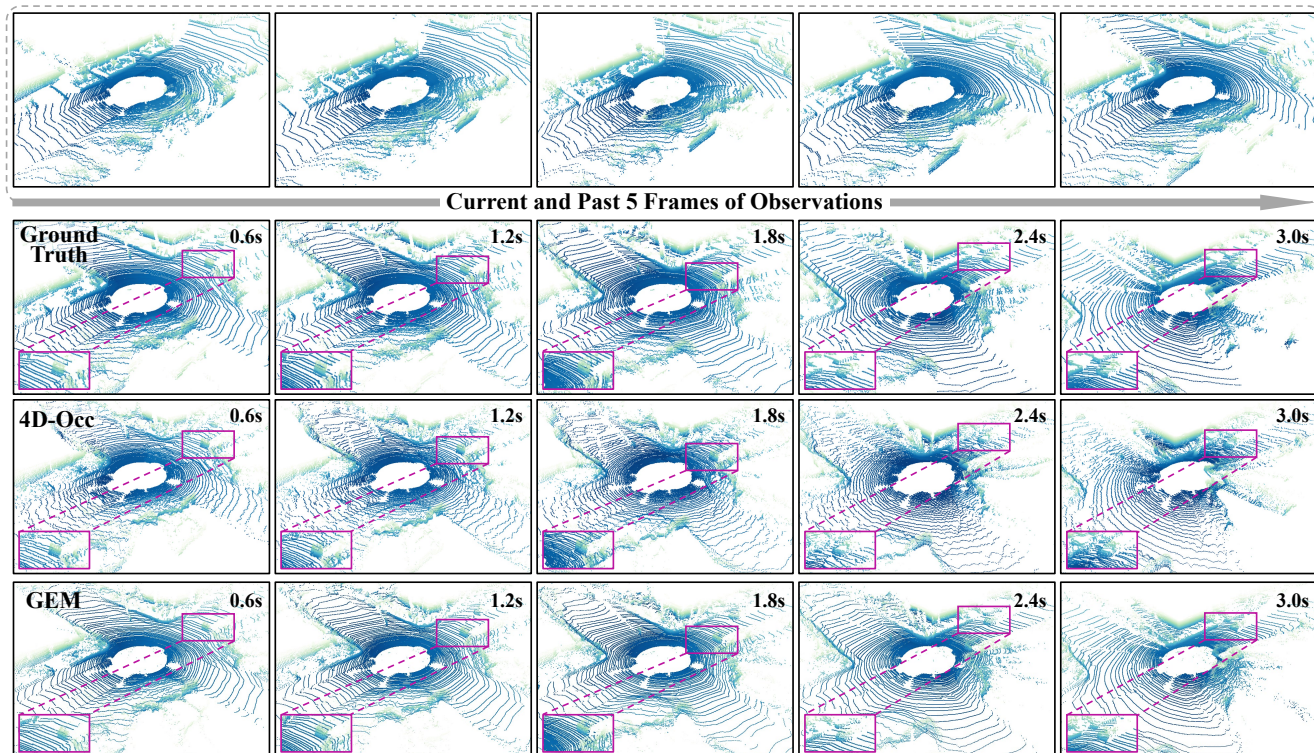 Current and Past 5 Frames of Observations
Ground
Truth
0.6s
1.2s
1.8s
2.4s
3.0s
4D-Occ
0.6s
1.2s
1.8s
2.4s
3.0s
GEM
0.6s
1.2s
1.8s
2.4s
3.0s